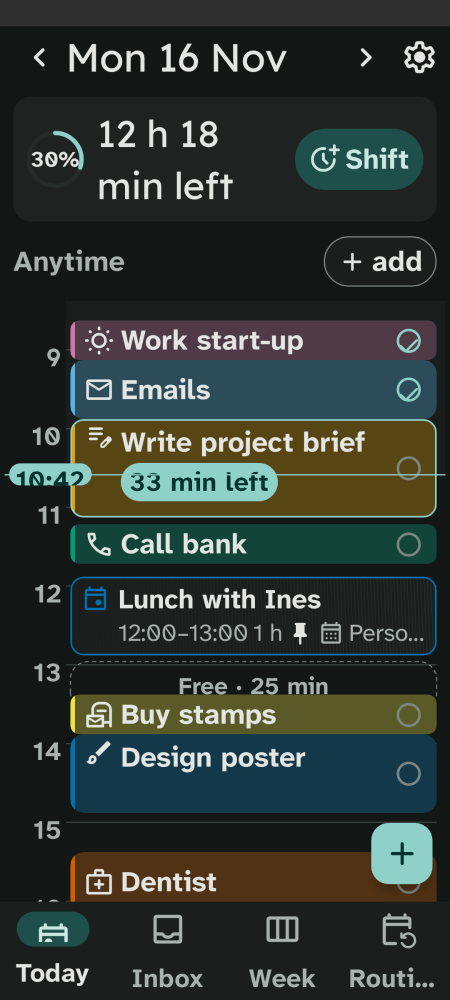 Mon 16 Nov
30%
12 h 18
min left
Shift
Anytime
+ add
9
Work start-up
Emails
10
Write project brief
10:42
33 min left
11
Call bank
12
Lunch with Ines
12:00–13:00 1 h Perso…
13
Free · 25 min
Buy stamps
14
Design poster
15
Dentist
Today
Inbox
Week
Routi…